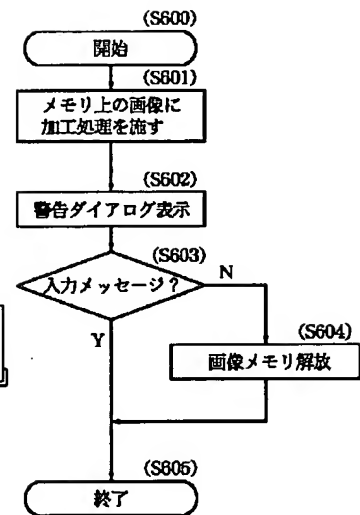 (S600)
開始
(S601)
メモリ上の画像に
加工処理を施す
(S602)
警告ダイアログ表示
(S603)
入力メッセージ?
N
Y
(S604)
画像メモリ解放
(S605)
終了